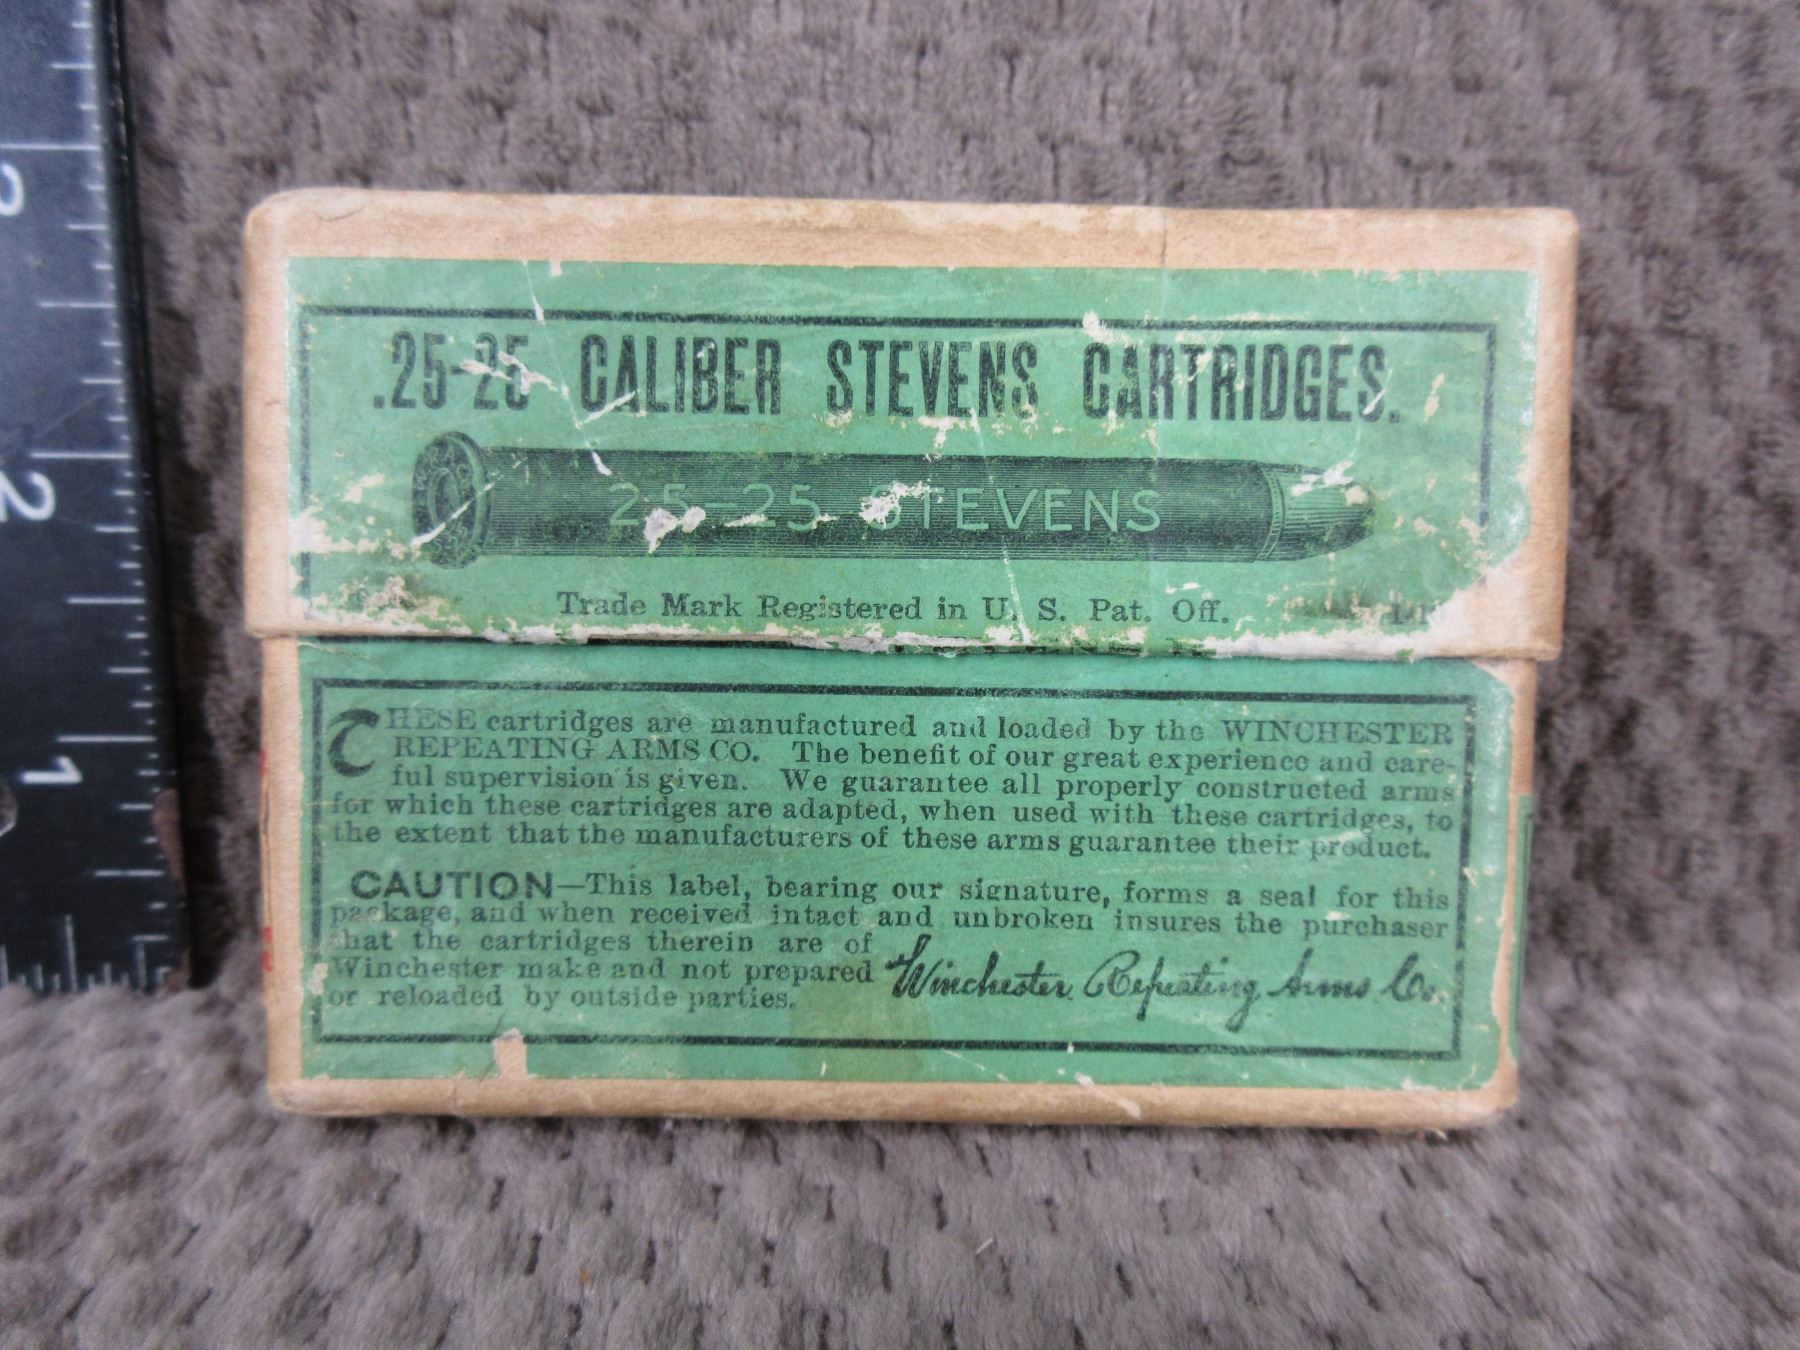 .25-25 CALIBER STEVENS CARTRIDGES.
25-25 STEVENS
Trade Mark Registered in U. S. Pat. Off.
THESE cartridges are manufactured and loaded by the WINCHESTER
REPEATING ARMS CO. The benefit of our great experience and care-
ful supervision is given. We guarantee all properly constructed arms
for which these cartridges are adapted, when used with these cartridges, to
the extent that the manufacturers of these arms guarantee their product.
CAUTION—This label, bearing our signature, forms a seal for this
package, and when received intact and unbroken insures the purchaser
that the cartridges therein are of
Winchester make and not prepared
or reloaded by outside parties.
Winchester Repeating Arms Co.
2
1